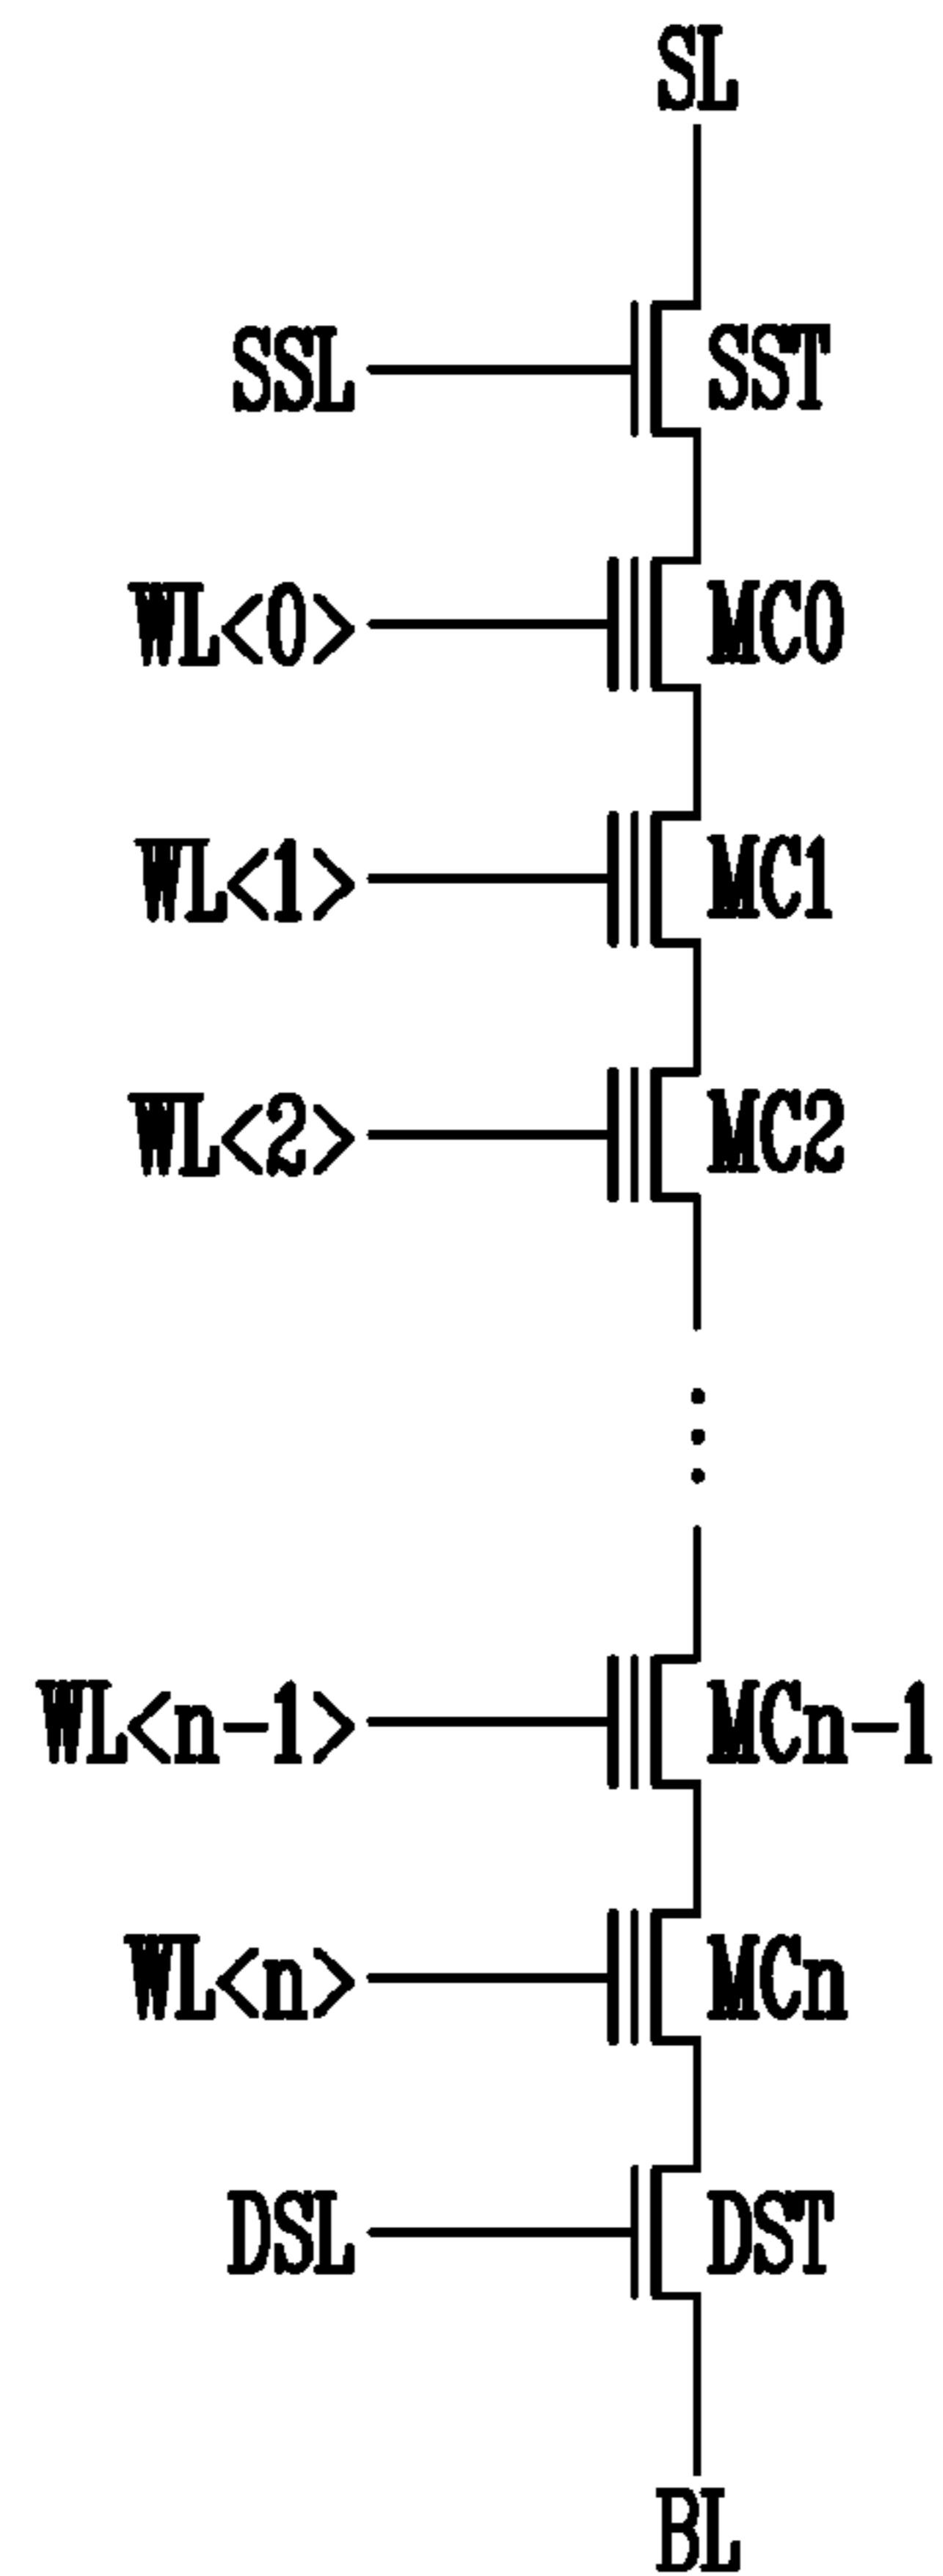 SL
SSL SST
WL<0> MC0
WL<1> MC1
WL<2> MC2
WL<n-1> MCn-1
WL<n> MCn
DSL DST
BL